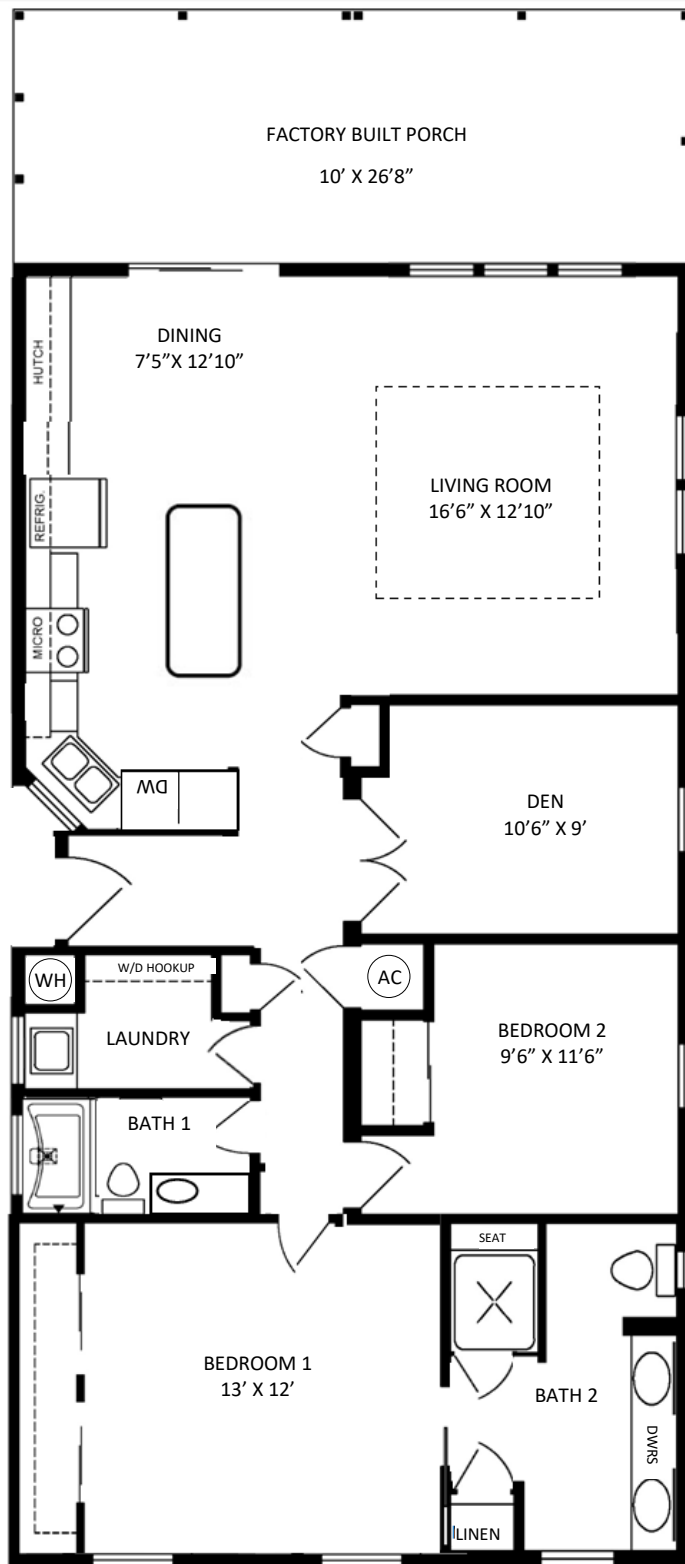 FACTORY BUILT PORCH
10’ X 26’8”
DINING
7’5”X 12’10”
HUTCH
LIVING ROOM
16’6” X 12’10”
REFRIG.
MICRO
DW
DEN
10’6” X 9’
WH
W/D HOOKUP
AC
LAUNDRY
BEDROOM 2
9’6” X 11’6”
BATH 1
SEAT
BEDROOM 1
13’ X 12’
BATH 2
DWRS
LINEN